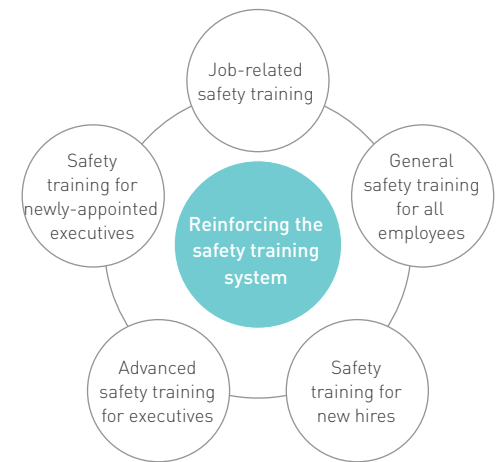 Job-related
safety training
General
safety training
for all
employees
Safety
training for
new hires
Advanced
safety training
for executives
Safety
training for
newly-appointed
executives
Reinforcing the
safety training
system